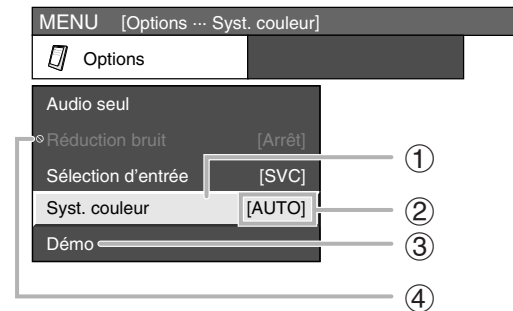 MENU [Options ··· Syst. couleur]
Options
Audio seul
Réduction bruit [Arrêt]
Sélection d’entrée [SVC]
Syst. couleur [AUTO]
Démo
①
②
③
④